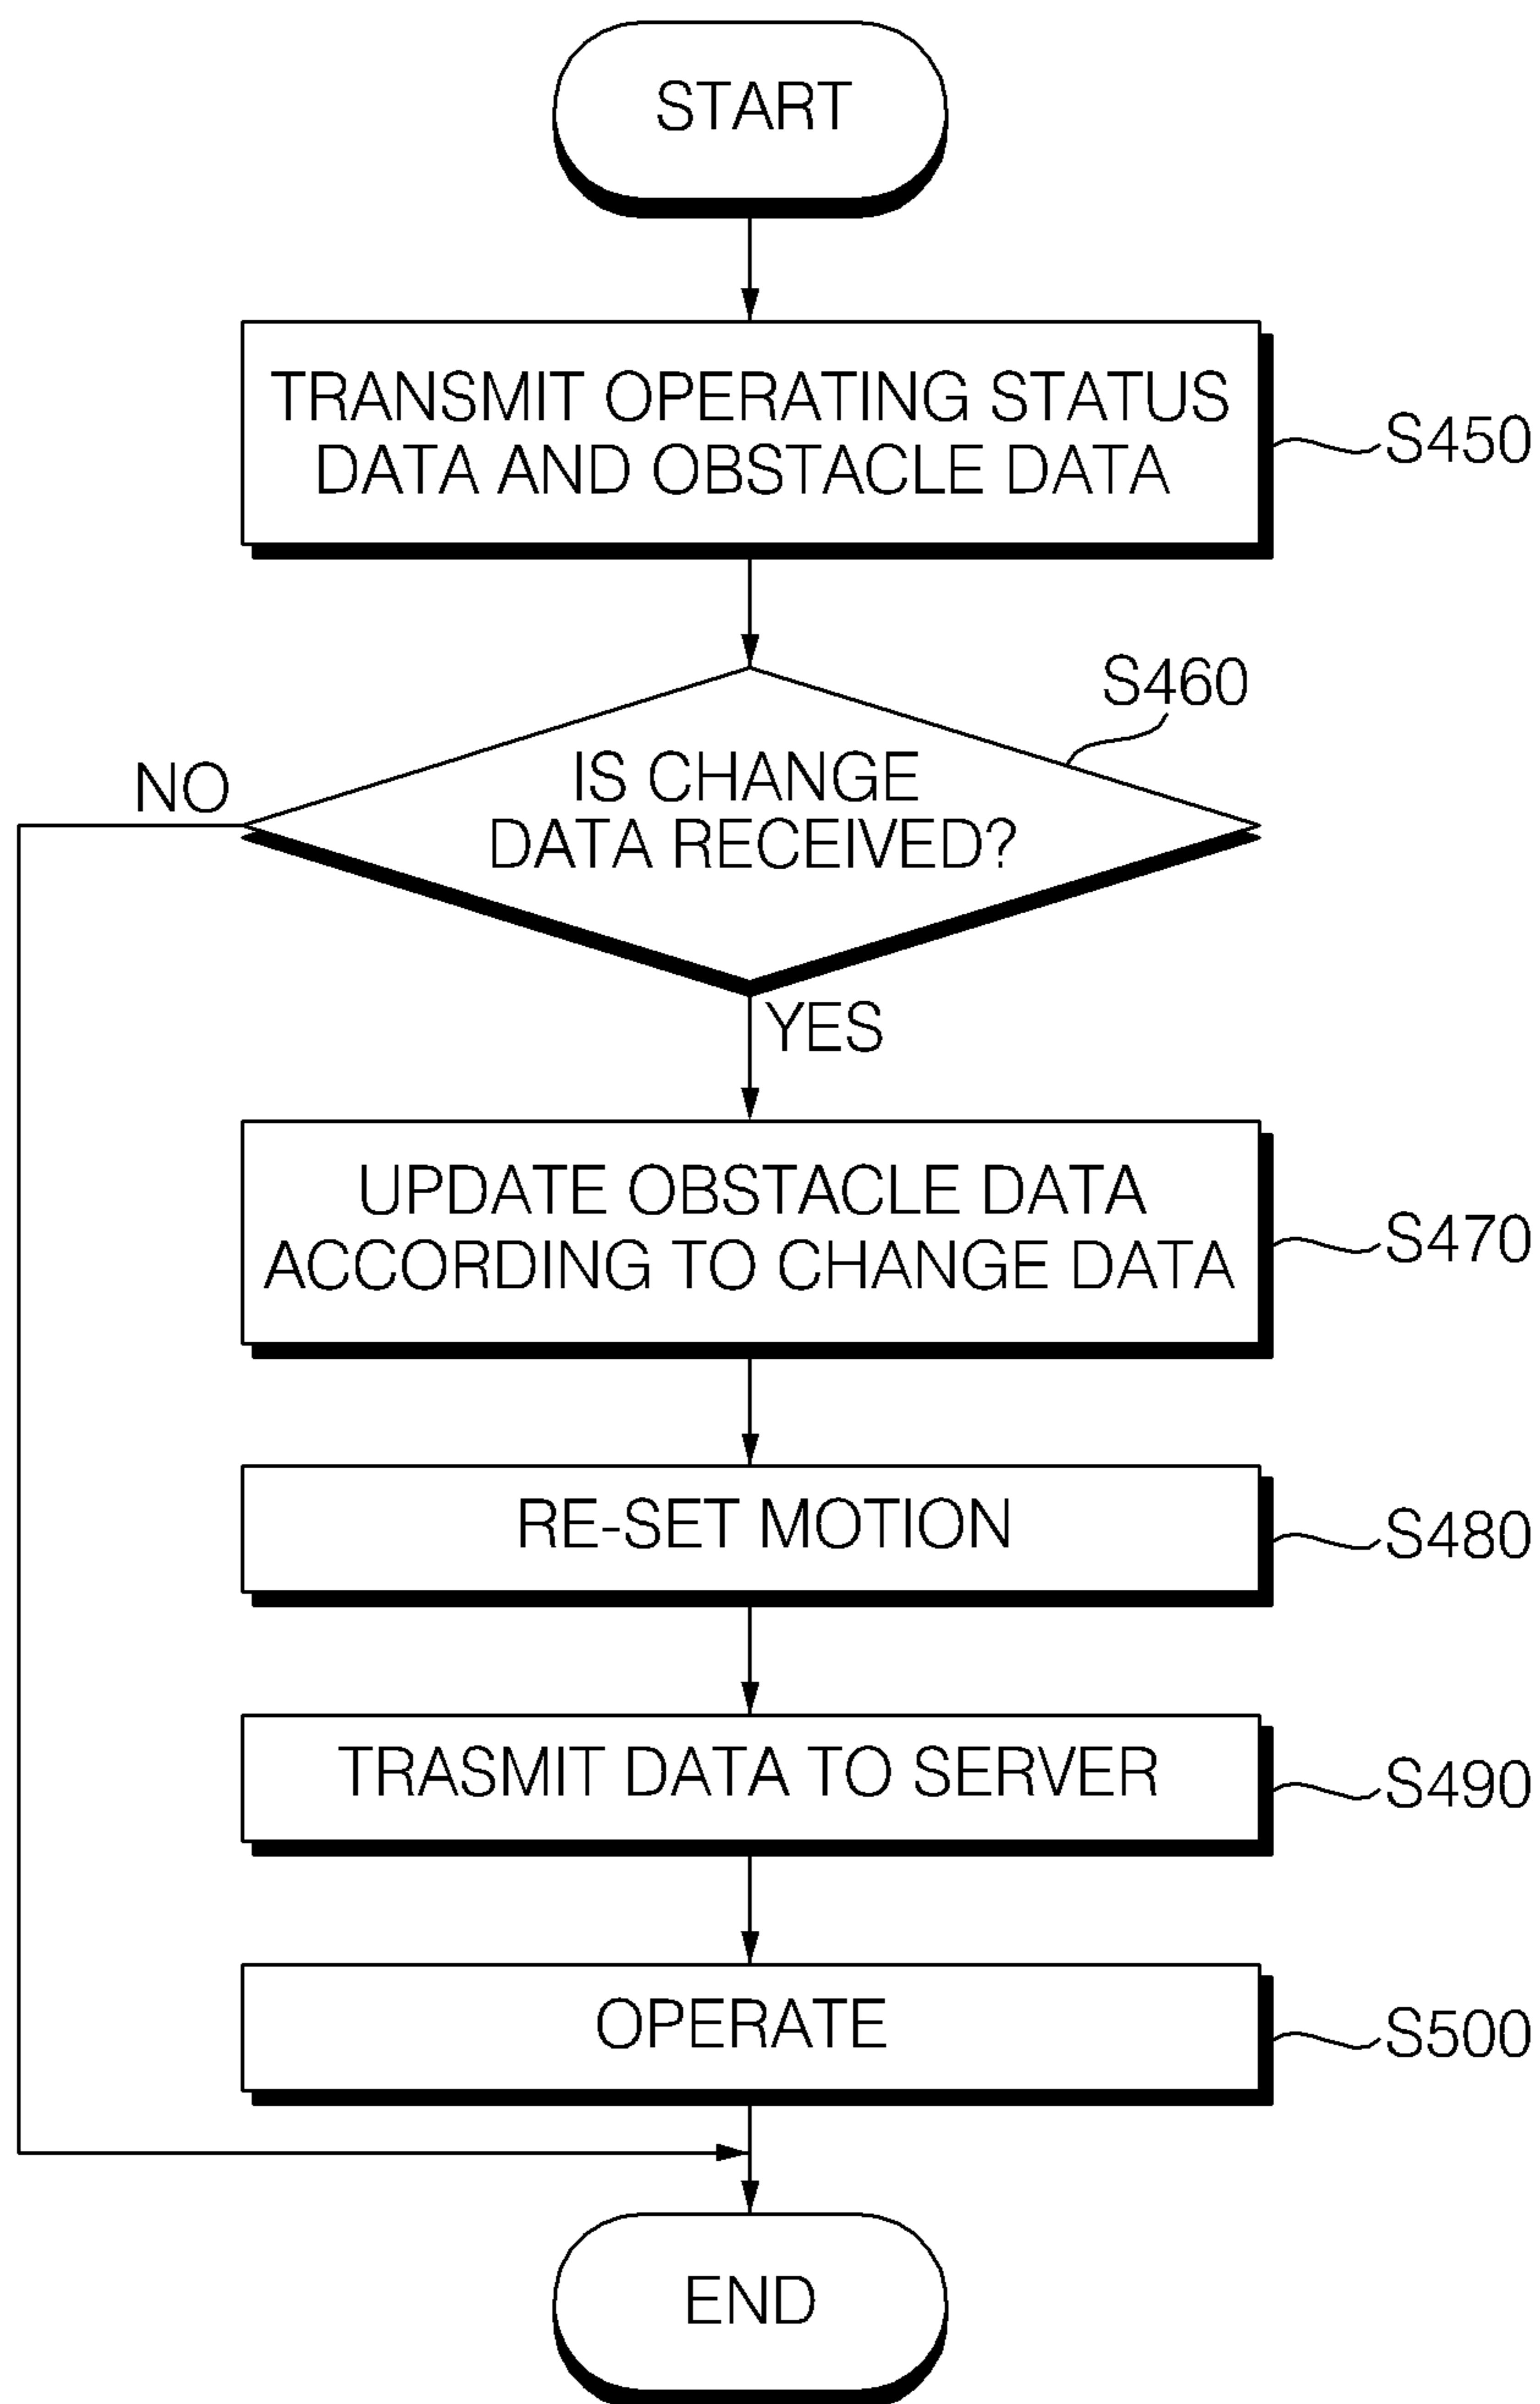 START
TRANSMIT OPERATING STATUS
DATA AND OBSTACLE DATA
S450
S460
IS CHANGE
DATA RECEIVED?
NO
YES
UPDATE OBSTACLE DATA
ACCORDING TO CHANGE DATA
S470
RE-SET MOTION
S480
TRASMIT DATA TO SERVER
S490
OPERATE
S500
END